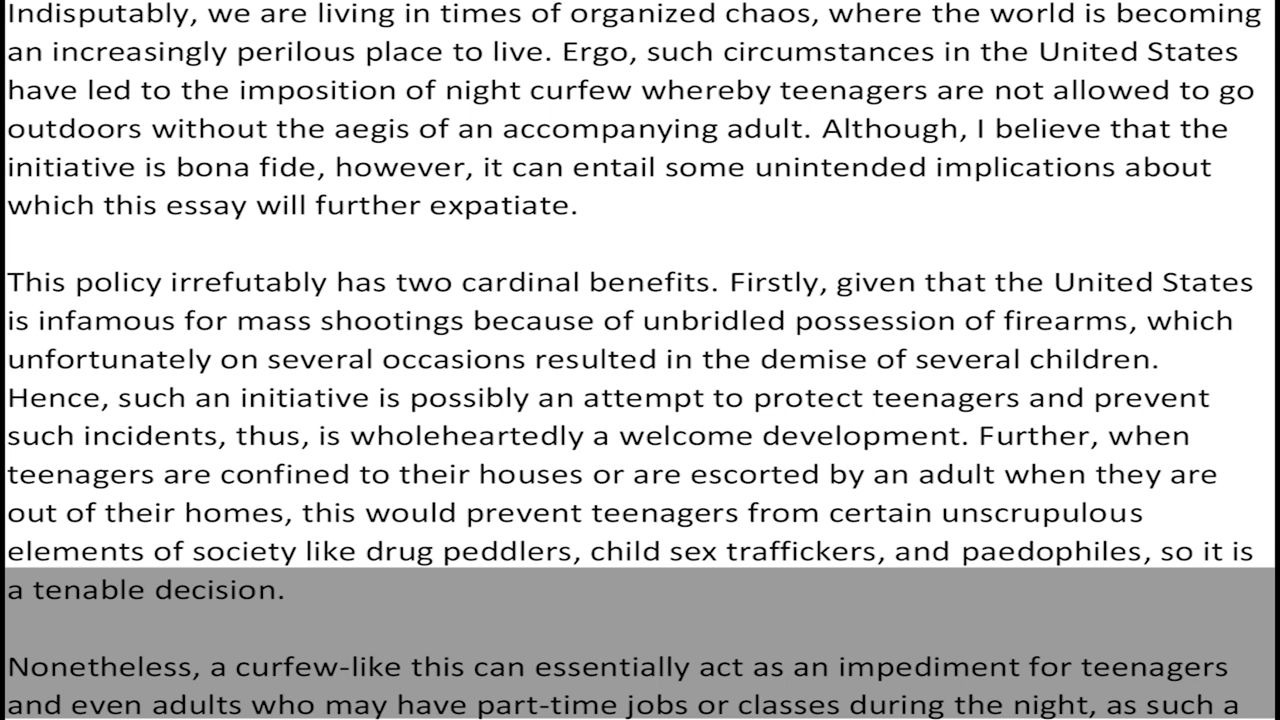 Indisputably, we are living in times of organized chaos, where the world is becoming
an increasingly perilous place to live. Ergo, such circumstances in the United States
have led to the imposition of night curfew whereby teenagers are not allowed to go
outdoors without the aegis of an accompanying adult. Although, I believe that the
initiative is bona fide, however, it can entail some unintended implications about
which this essay will further expatiate.
This policy irrefutably has two cardinal benefits. Firstly, given that the United States
is infamous for mass shootings because of unbridled possession of firearms, which
unfortunately on several occasions resulted in the demise of several children.
Hence, such an initiative is possibly an attempt to protect teenagers and prevent
such incidents, thus, is wholeheartedly a welcome development. Further, when
teenagers are confined to their houses or are escorted by an adult when they are
out of their homes, this would prevent teenagers from certain unscrupulous
elements of society like drug peddlers, child sex traffickers, and paedophiles, so it is
a tenable decision.
Nonetheless, a curfew-like this can essentially act as an impediment for teenagers
and even adults who may have part-time jobs or classes during the night, as such a